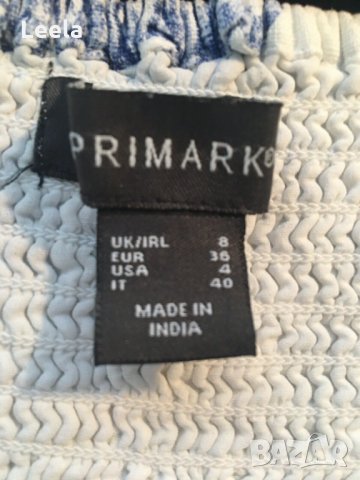 Leela
PRIMARK®
UK/IRL 8
EUR 36
USA 4
IT 40
MADE IN
INDIA
BAZAR